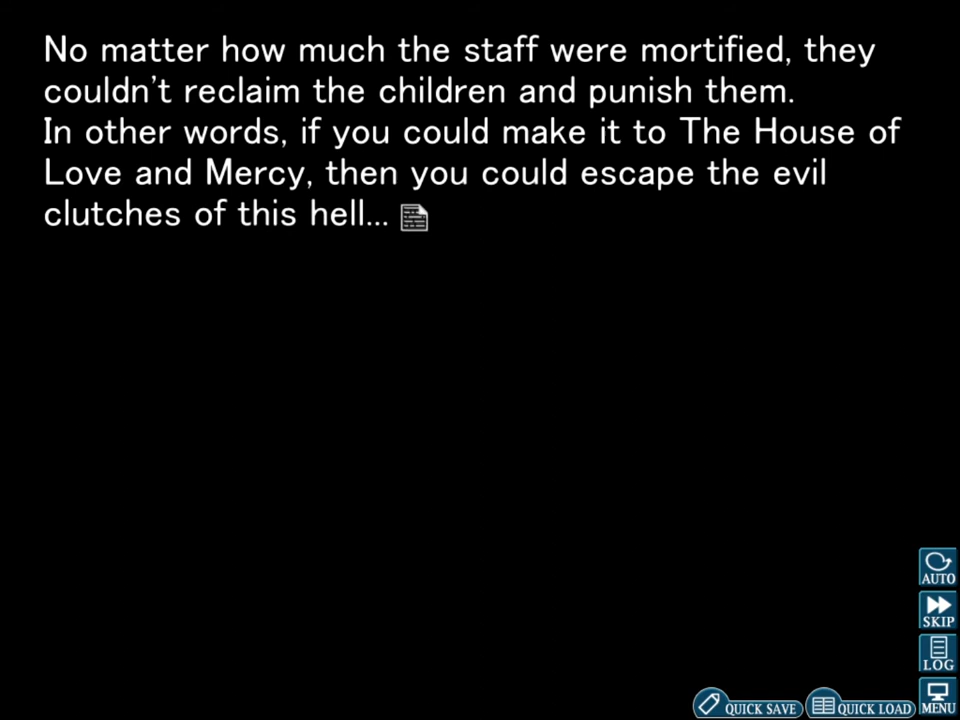 No matter how much the staff were mortified, they
couldn't reclaim the children and punish them.
In other words, if you could make it to The House of
Love and Mercy, then you could escape the evil
clutches of this hell...
AUTO
SKIP
LOG
QUICK SAVE
QUICK LOAD
MENU